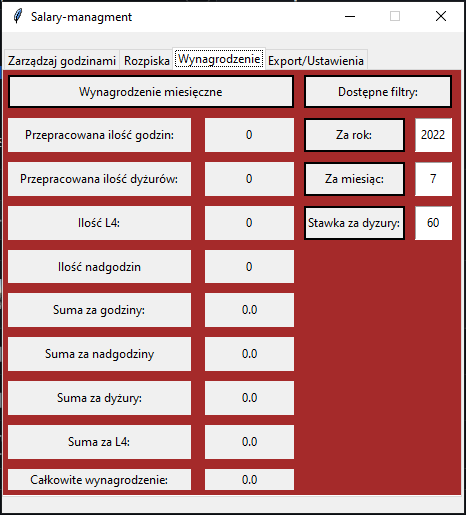 Salary-managment
Zarządzaj godzinami Rozpiska Wynagrodzenie Export/Ustawienia
Wynagrodzenie miesięczne Dostępne filtry:
Przepracowana ilość godzin: 0 Za rok: 2022
Przepracowana ilość dyżurów: 0 Za miesiąc: 7
Ilość L4: 0 Stawka za dyzury: 60
Ilość nadgodzin 0
Suma za godziny: 0.0
Suma za nadgodziny 0.0
Suma za dyżury: 0.0
Suma za L4: 0.0
Całkowite wynagrodzenie: 0.0